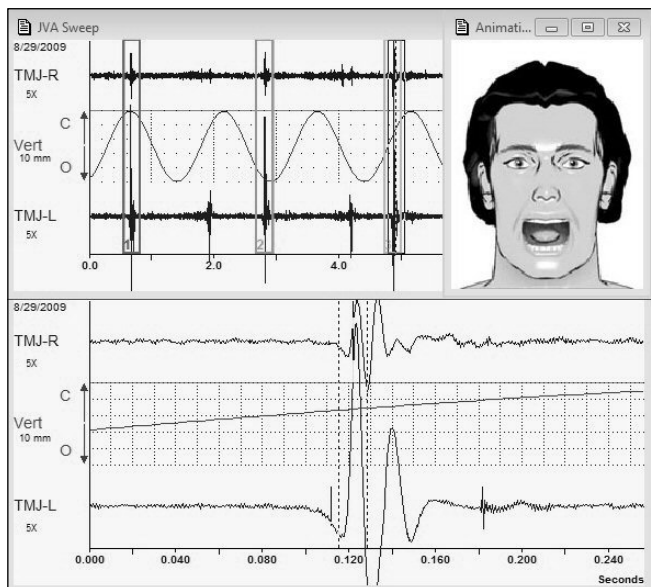 JVA Sweep
Animati...
8/29/2009
TMJ-R
5X
C
Vert
10 mm
O
TMJ-L
5X
1
2
0.0
2.0
4.0
8/29/2009
TMJ-R
5X
C
Vert
10 mm
O
TMJ-L
5X
0.000 0.040 0.080 0.120 0.160 0.200 0.240
Seconds